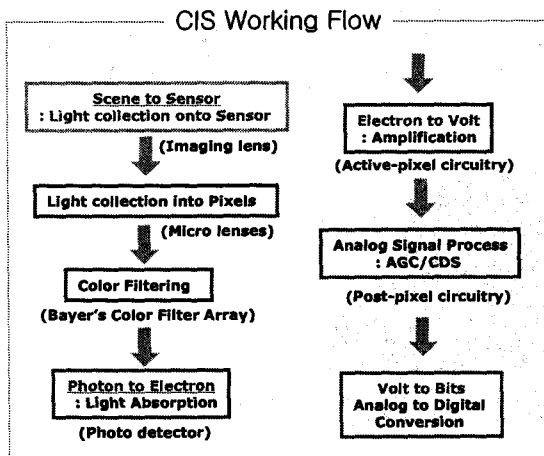 CIS Working Flow
Scene to Sensor
: Light collection onto Sensor
(Imaging lens)
Light collection into Pixels
(Micro lenses)
Color Filtering
(Bayer's Color Filter Array)
Photon to Electron
: Light Absorption
(Photo detector)
Electron to Volt
: Amplification
(Active-pixel circuitry)
Analog Signal Process
: AGC/CDS
(Post-pixel circuitry)
Volt to Bits
Analog to Digital
Conversion